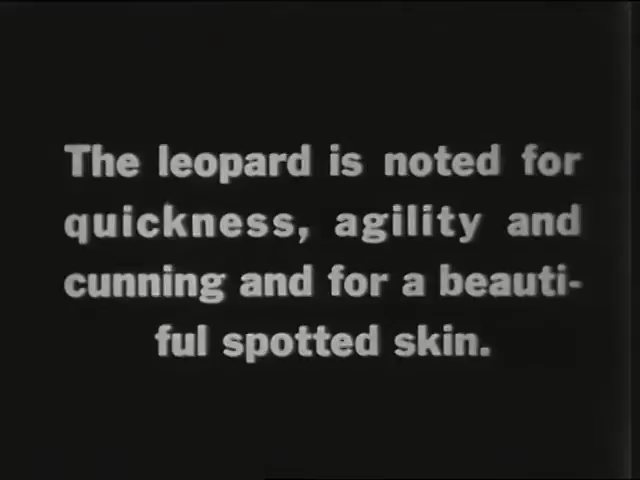 The leopard is noted for
quickness, agility and
cunning and for a beauti-
ful spotted skin.